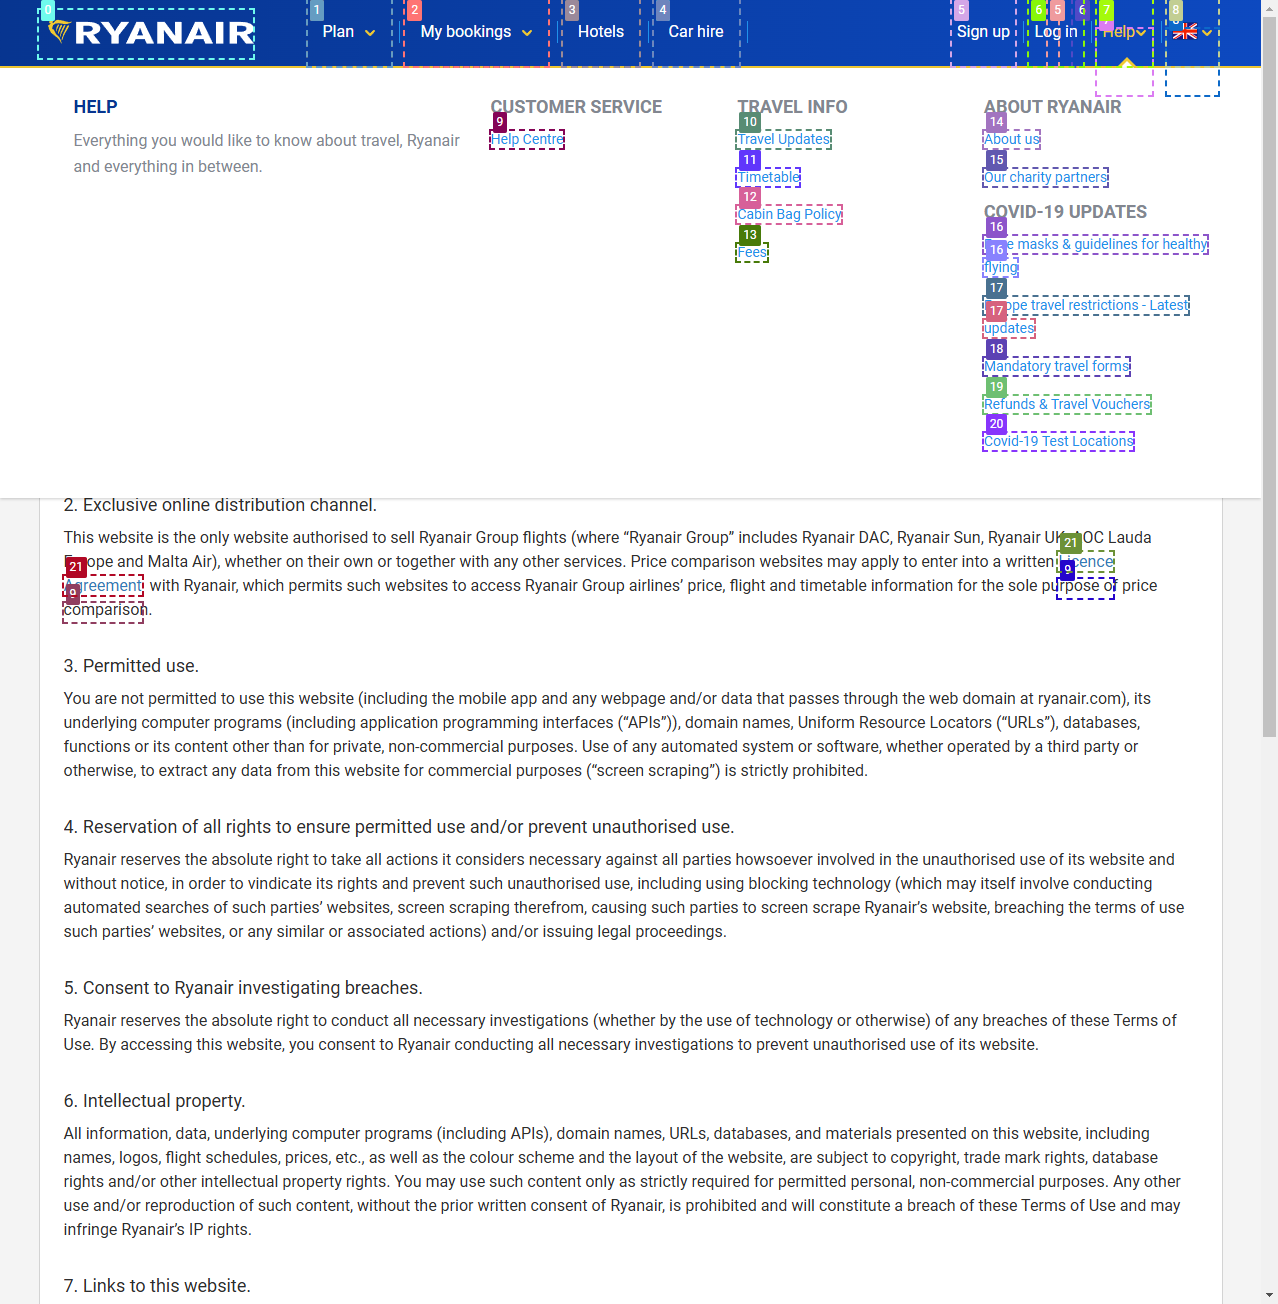 RYANAIR
Plan
My bookings
Hotels
Car hire
Sign up
Log in
Help
0
1
2
3
4
5
6
5
6
7
8
HELP
Everything you would like to know about travel, Ryanair
and everything in between.
CUSTOMER SERVICE
9
Help Centre
TRAVEL INFO
10
Travel Updates
11
Timetable
12
Cabin Bag Policy
13
Fees
ABOUT RYANAIR
14
About us
15
Our charity partners
COVID-19 UPDATES
16
masks & guidelines for healthy
16
flying
17
travel restrictions - Latest
17
updates
18
Mandatory travel forms
19
Refunds & Travel Vouchers
20
Covid-19 Test Locations
2. Exclusive online distribution channel.
This website is the only website authorised to sell Ryanair Group flights (where “Ryanair Group” includes Ryanair DAC, Ryanair Sun, Ryanair UK, AOC Lauda
21
21
Europe and Malta Air), whether on their own or together with any other services. Price comparison websites may apply to enter into a written Licence
9
9
Agreement with Ryanair, which permits such websites to access Ryanair Group airlines’ price, flight and timetable information for the sole purpose of price
comparison.
3. Permitted use.
You are not permitted to use this website (including the mobile app and any webpage and/or data that passes through the web domain at ryanair.com), its
underlying computer programs (including application programming interfaces (“APIs”)), domain names, Uniform Resource Locators (“URLs”), databases,
functions or its content other than for private, non-commercial purposes. Use of any automated system or software, whether operated by a third party or
otherwise, to extract any data from this website for commercial purposes (“screen scraping”) is strictly prohibited.
4. Reservation of all rights to ensure permitted use and/or prevent unauthorised use.
Ryanair reserves the absolute right to take all actions it considers necessary against all parties howsoever involved in the unauthorised use of its website and
without notice, in order to vindicate its rights and prevent such unauthorised use, including using blocking technology (which may itself involve conducting
automated searches of such parties’ websites, screen scraping therefrom, causing such parties to screen scrape Ryanair’s website, breaching the terms of use
such parties’ websites, or any similar or associated actions) and/or issuing legal proceedings.
5. Consent to Ryanair investigating breaches.
Ryanair reserves the absolute right to conduct all necessary investigations (whether by the use of technology or otherwise) of any breaches of these Terms of
Use. By accessing this website, you consent to Ryanair conducting all necessary investigations to prevent unauthorised use of its website.
6. Intellectual property.
All information, data, underlying computer programs (including APIs), domain names, URLs, databases, and materials presented on this website, including
names, logos, flight schedules, prices, etc., as well as the colour scheme and the layout of the website, are subject to copyright, trade mark rights, database
rights and/or other intellectual property rights. You may use such content only as strictly required for permitted personal, non-commercial purposes. Any other
use and/or reproduction of such content, without the prior written consent of Ryanair, is prohibited and will constitute a breach of these Terms of Use and may
infringe Ryanair’s IP rights.
7. Links to this website.